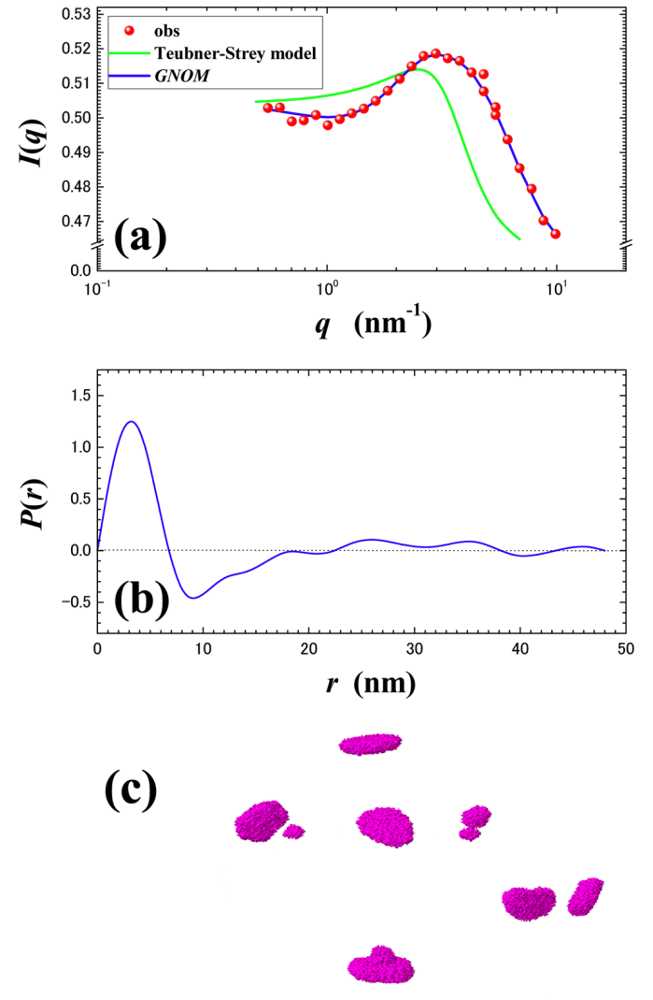 0.53
0.52
0.51
0.50
0.49
0.48
0.47
0.0
I(q)
obs
Teubner-Strey model
GNOM
(a)
10⁻¹
10⁰
10¹
q (nm⁻¹)
1.5
1.0
0.5
0.0
−0.5
P(r)
(b)
0 10 20 30 40 50
r (nm)
(c)